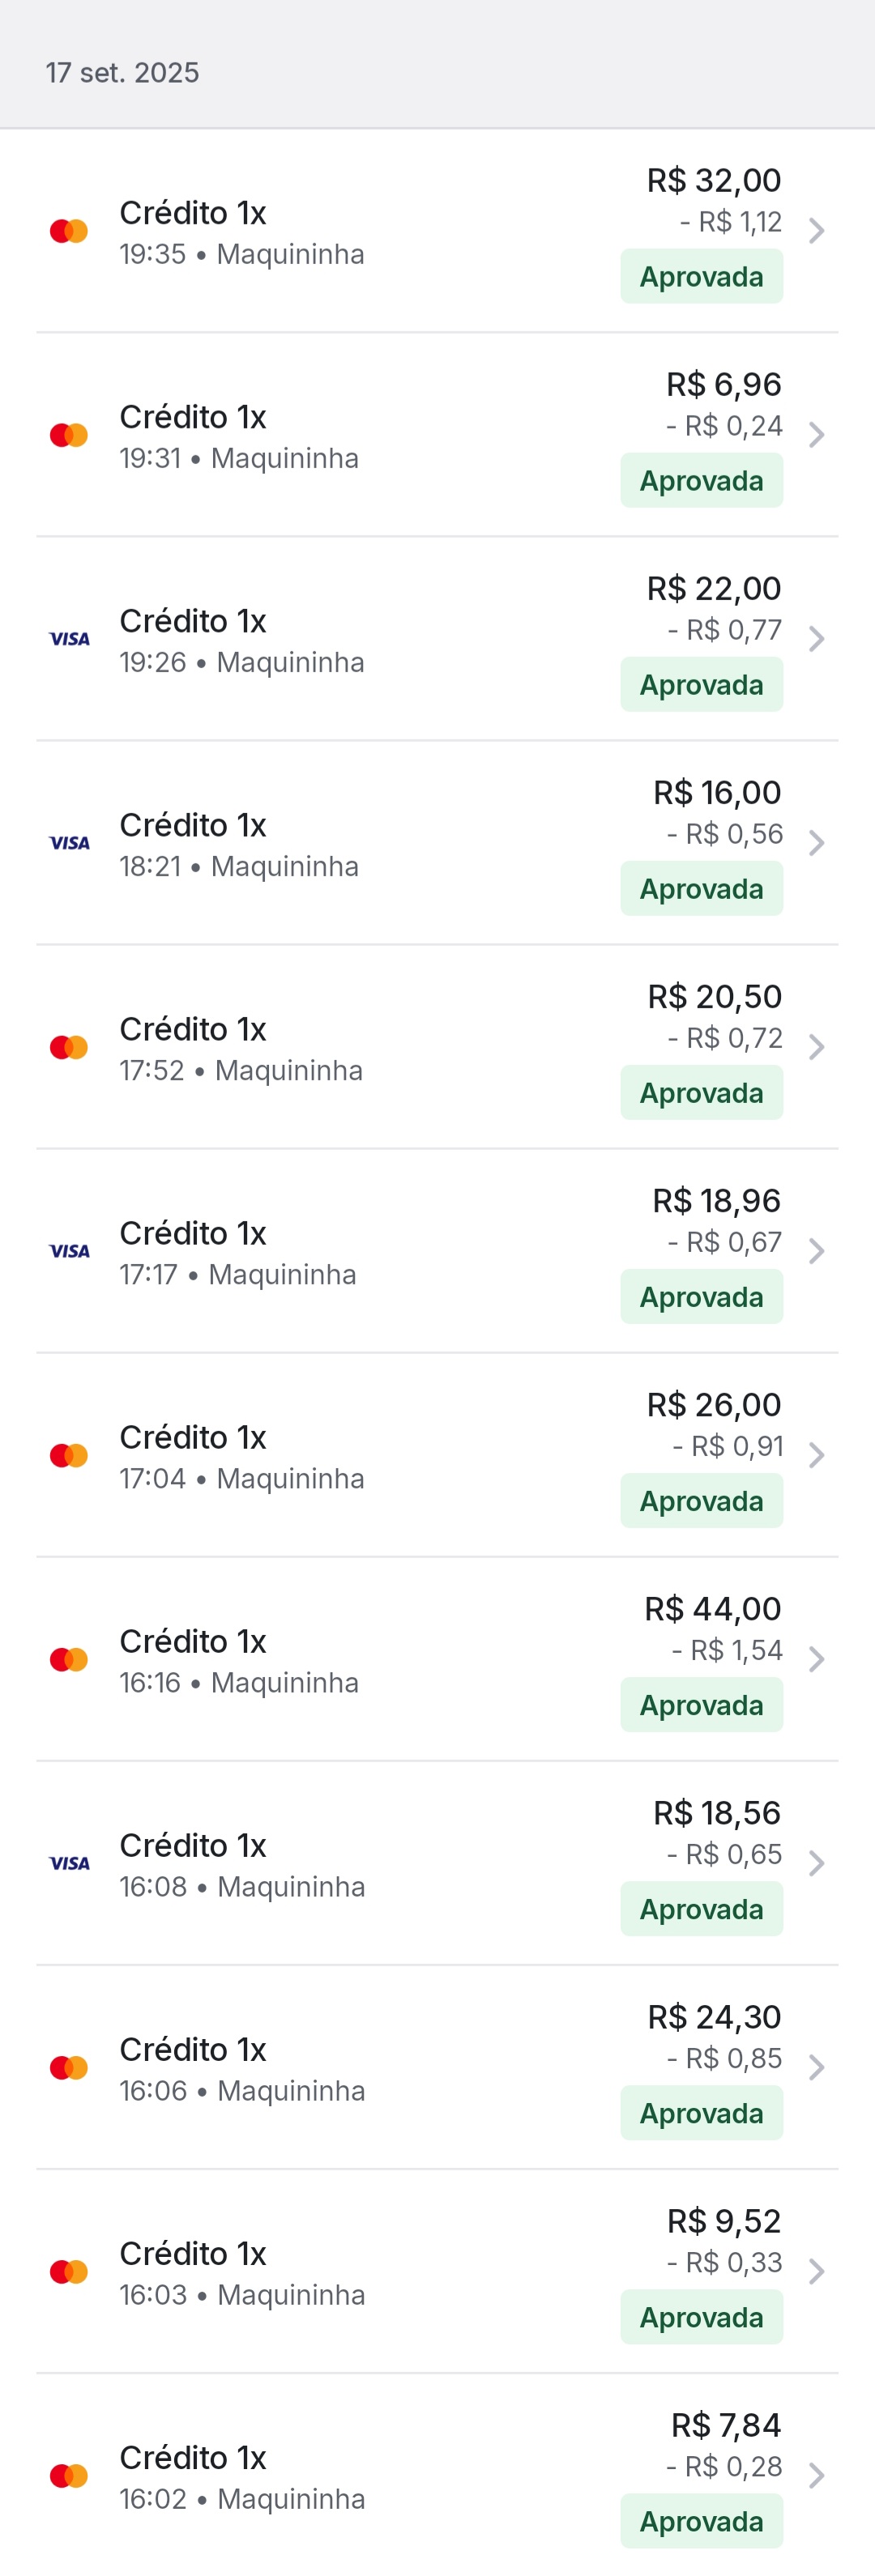 17 set. 2025
Crédito 1x
19:35 • Maquininha
R$ 32,00
- R$ 1,12
Aprovada
Crédito 1x
19:31 • Maquininha
R$ 6,96
- R$ 0,24
Aprovada
VISA
Crédito 1x
19:26 • Maquininha
R$ 22,00
- R$ 0,77
Aprovada
VISA
Crédito 1x
18:21 • Maquininha
R$ 16,00
- R$ 0,56
Aprovada
Crédito 1x
17:52 • Maquininha
R$ 20,50
- R$ 0,72
Aprovada
VISA
Crédito 1x
17:17 • Maquininha
R$ 18,96
- R$ 0,67
Aprovada
Crédito 1x
17:04 • Maquininha
R$ 26,00
- R$ 0,91
Aprovada
Crédito 1x
16:16 • Maquininha
R$ 44,00
- R$ 1,54
Aprovada
VISA
Crédito 1x
16:08 • Maquininha
R$ 18,56
- R$ 0,65
Aprovada
Crédito 1x
16:06 • Maquininha
R$ 24,30
- R$ 0,85
Aprovada
Crédito 1x
16:03 • Maquininha
R$ 9,52
- R$ 0,33
Aprovada
Crédito 1x
16:02 • Maquininha
R$ 7,84
- R$ 0,28
Aprovada